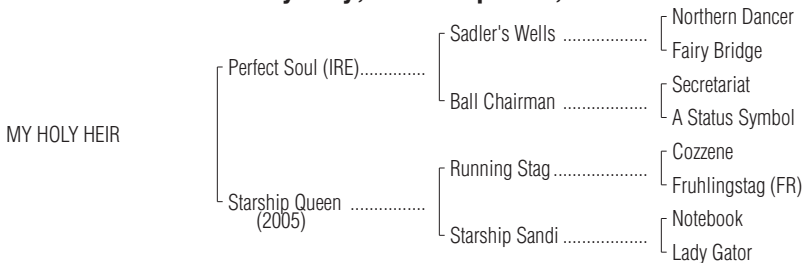 Northern Dancer
Sadler's Wells ..................
Fairy Bridge
Perfect Soul (IRE)..............
Secretariat
Ball Chairman ..................
A Status Symbol
MY HOLY HEIR
Cozzene
Running Stag....................
Fruhlingstag (FR)
Starship Queen ................
(2005)
Notebook
Starship Sandi ..................
Lady Gator